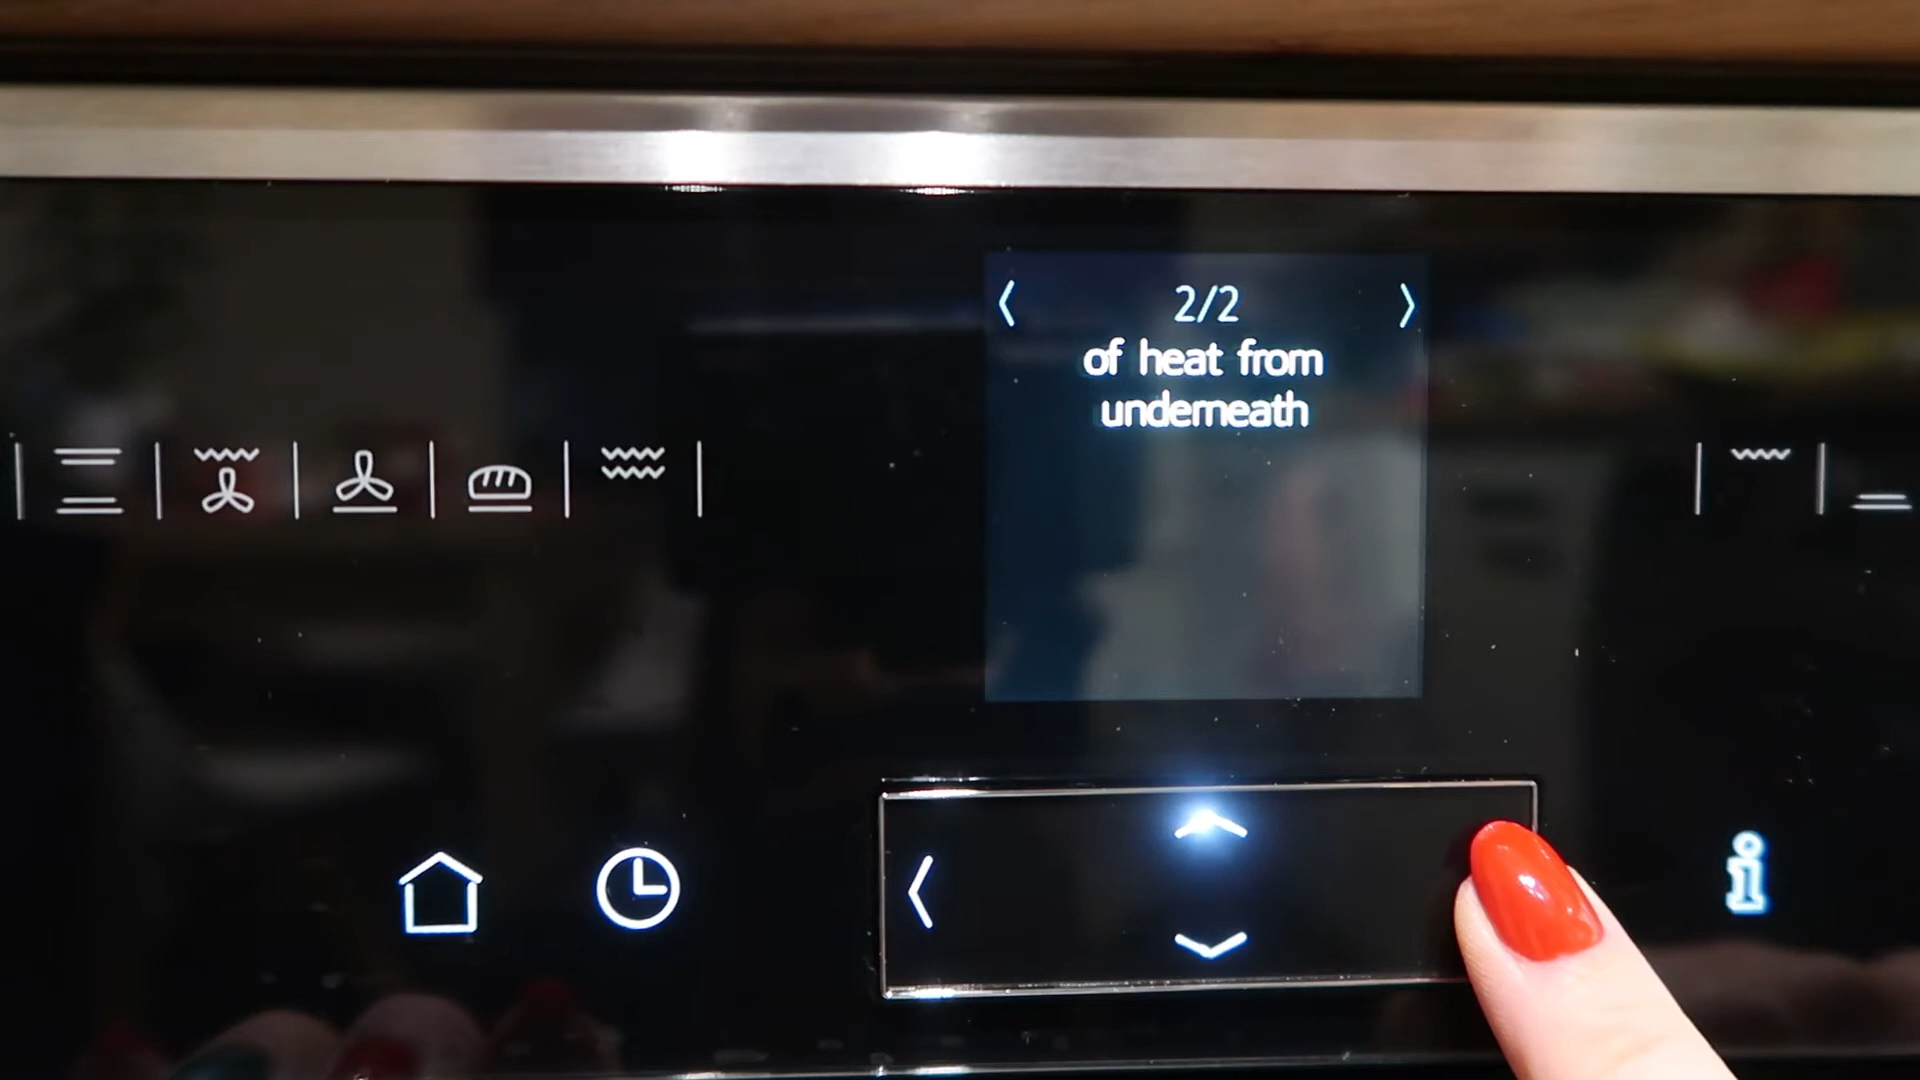 2/2
of heat from
underneath